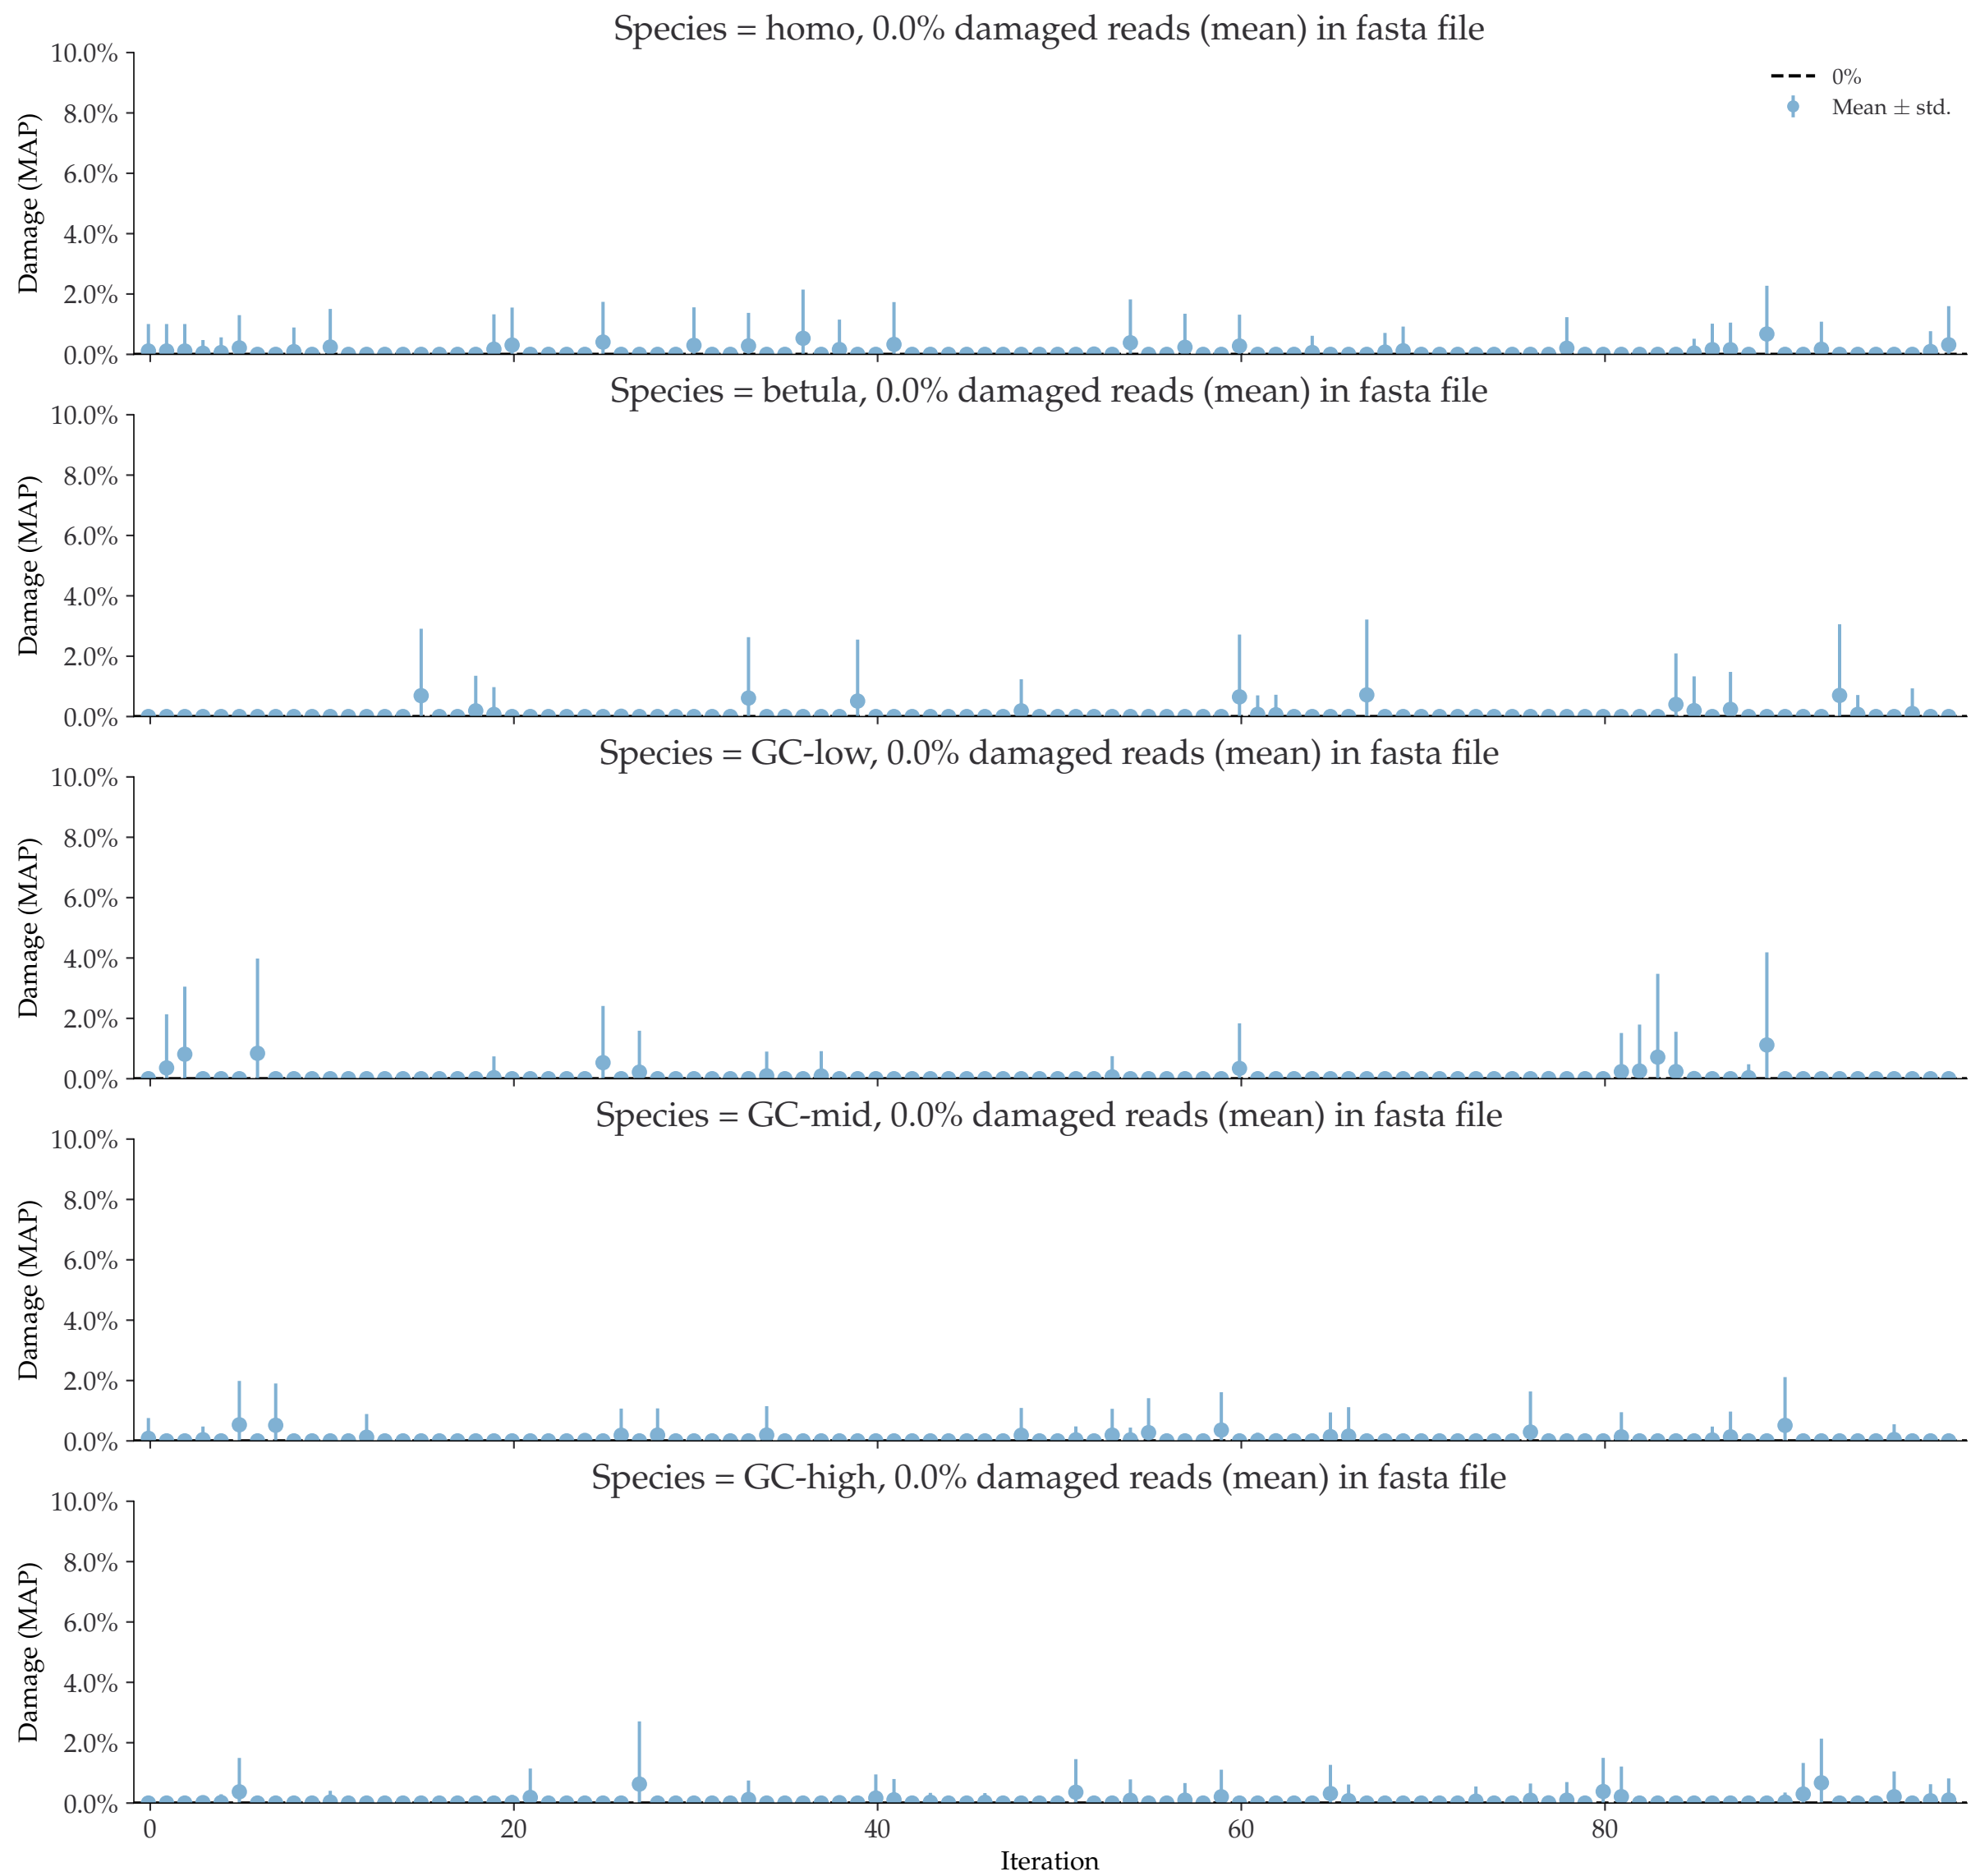 Species = homo, 0.0% damaged reads (mean) in fasta file
10.0%
8.0%
6.0%
4.0%
2.0%
0.0%
Damage (MAP)
0%
Mean ± std.
Species = betula, 0.0% damaged reads (mean) in fasta file
10.0%
8.0%
6.0%
4.0%
2.0%
0.0%
Damage (MAP)
Species = GC-low, 0.0% damaged reads (mean) in fasta file
10.0%
8.0%
6.0%
4.0%
2.0%
0.0%
Damage (MAP)
Species = GC-mid, 0.0% damaged reads (mean) in fasta file
10.0%
8.0%
6.0%
4.0%
2.0%
0.0%
Damage (MAP)
Species = GC-high, 0.0% damaged reads (mean) in fasta file
10.0%
8.0%
6.0%
4.0%
2.0%
0.0%
Damage (MAP)
0 20 40 60 80
Iteration